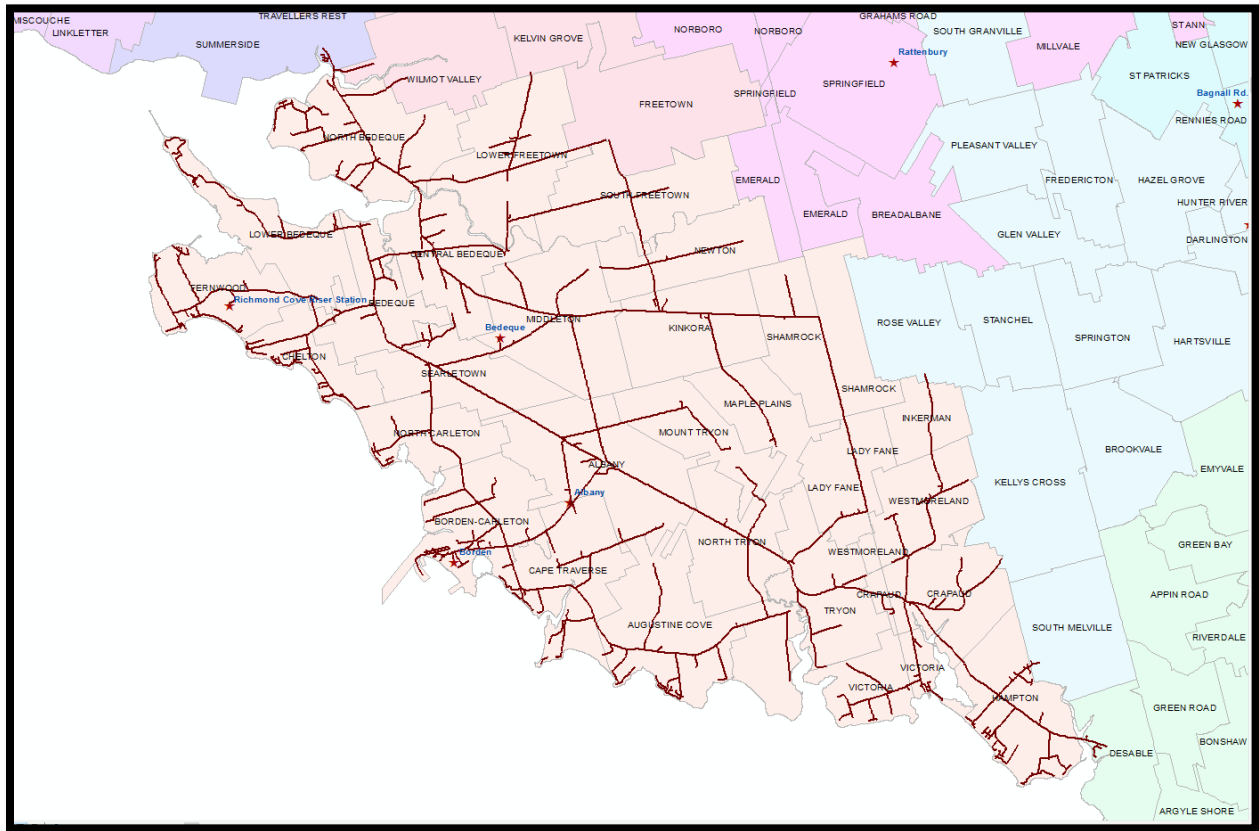 TRAVELLERS REST
GRAHAMS ROAD
MISCOUCHE
LINKLETTER
SUMMERSIDE
KELVIN GROVE
NORBORO
NORBORO
SOUTH GRANVILLE
MILLVALE
ST ANN
NEW GLASGOW
Rattenbury
WILMOT VALLEY
FREETOWN
SPRINGFIELD
SPRINGFIELD
ST PATRICKS
Bagnall Rd.
RENNIES ROAD
NORTH BEDEQUE
LOWER FREETOWN
PLEASANT VALLEY
SOUTH FREETOWN
EMERALD
FREDERICTON
HAZEL GROVE
HUNTER RIVER
EMERALD
BREADALBANE
LOWER BEDEQUE
GLEN VALLEY
DARLINGTON
CENTRAL BEDEQUE
NEWTON
FERNWOOD
Richmond Cove Riser Station
BEDEQUE
Bedeque
MIDDLETON
KINKORA
SHAMROCK
ROSE VALLEY
STANCHEL
SPRINGTON
HARTSVILLE
CHELTON
SEARLETOWN
SHAMROCK
MAPLE PLAINS
INKERMAN
NORTH CARLETON
MOUNT TRYON
LADY FANE
BROOKVALE
ALBANY
EMYVALE
Albany
LADY FANE
KELLYS CROSS
WESTMORELAND
BORDEN-CARLETON
NORTH TRYON
WESTMORELAND
GREEN BAY
Borden
CAPE TRAVERSE
CRAPAUD
CRAPAUD
APPIN ROAD
AUGUSTINE COVE
TRYON
SOUTH MELVILLE
RIVERDALE
VICTORIA
VICTORIA
HAMPTON
GREEN ROAD
BONSHAW
DESABLE
ARGYLE SHORE